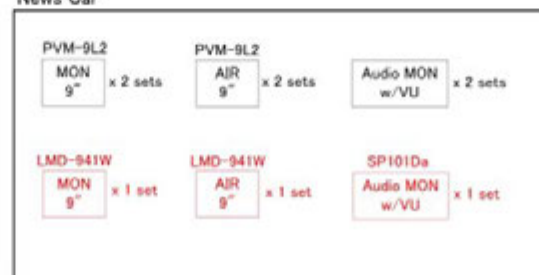 News Car
PVM-9L2 PVM-9L2
MON AIR Audio MON
9" x 2 sets 9" x 2 sets w/VU x 2 sets
LMD-941W LMD-941W SP101Da
MON AIR Audio MON
9" x 1 set 9" x 1 set w/VU x 1 set